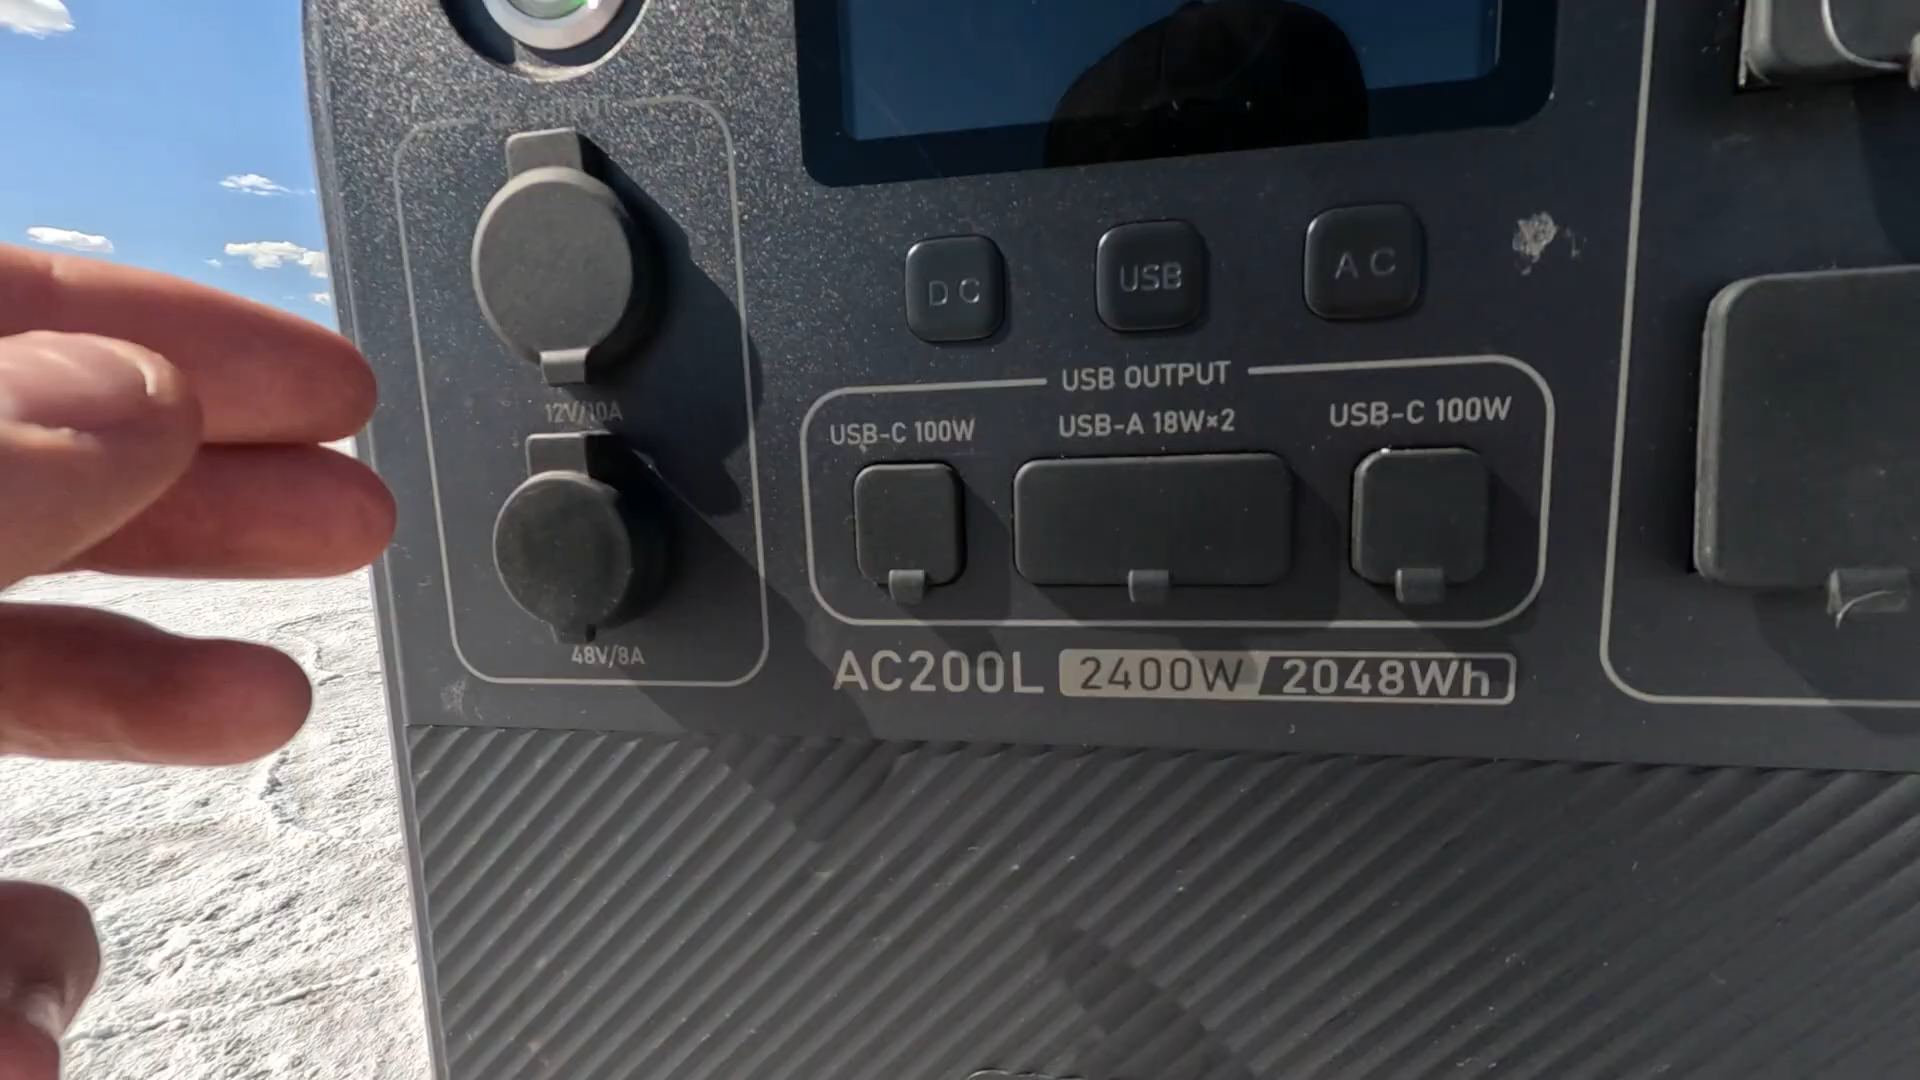 OUTPUT
12V/10A
48V/8A
DC
USB
AC
USB OUTPUT
USB-C 100W
USB-A 18W×2
USB-C 100W
AC200L 2400W/2048Wh